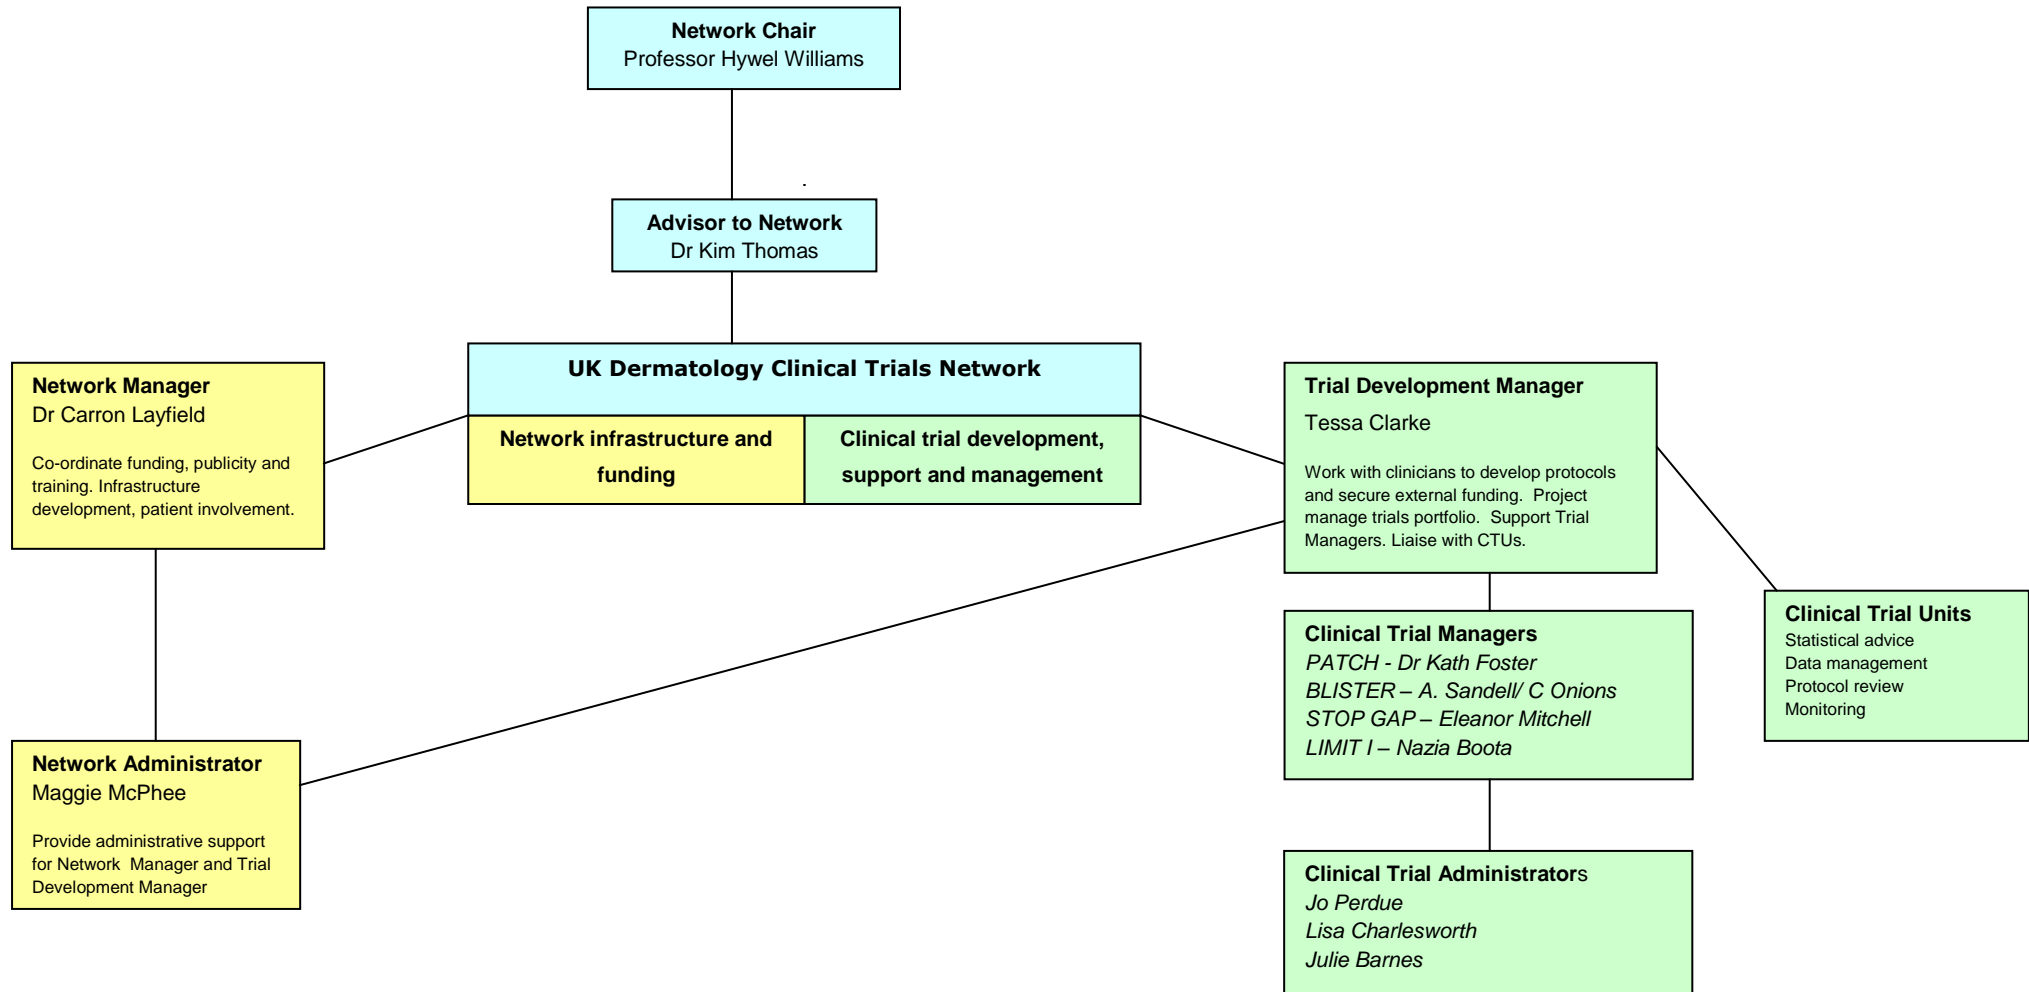 Network Chair
Professor Hywel Williams
.
Advisor to Network
Dr Kim Thomas
UK Dermatology Clinical Trials Network
Network infrastructure and
funding
Clinical trial development,
support and management
Network Manager
Dr Carron Layfield
Co-ordinate funding, publicity and
training. Infrastructure
development, patient involvement.
Trial Development Manager
Tessa Clarke
Work with clinicians to develop protocols
and secure external funding.  Project
manage trials portfolio.  Support Trial
Managers. Liaise with CTUs.
Clinical Trial Units
Statistical advice
Data management
Protocol review
Monitoring
Clinical Trial Managers
PATCH - Dr Kath Foster
BLISTER – A. Sandell/ C Onions
STOP GAP – Eleanor Mitchell
LIMIT I – Nazia Boota
Network Administrator
Maggie McPhee
Provide administrative support
for Network  Manager and Trial
Development Manager
Clinical Trial Administrators
Jo Perdue
Lisa Charlesworth
Julie Barnes